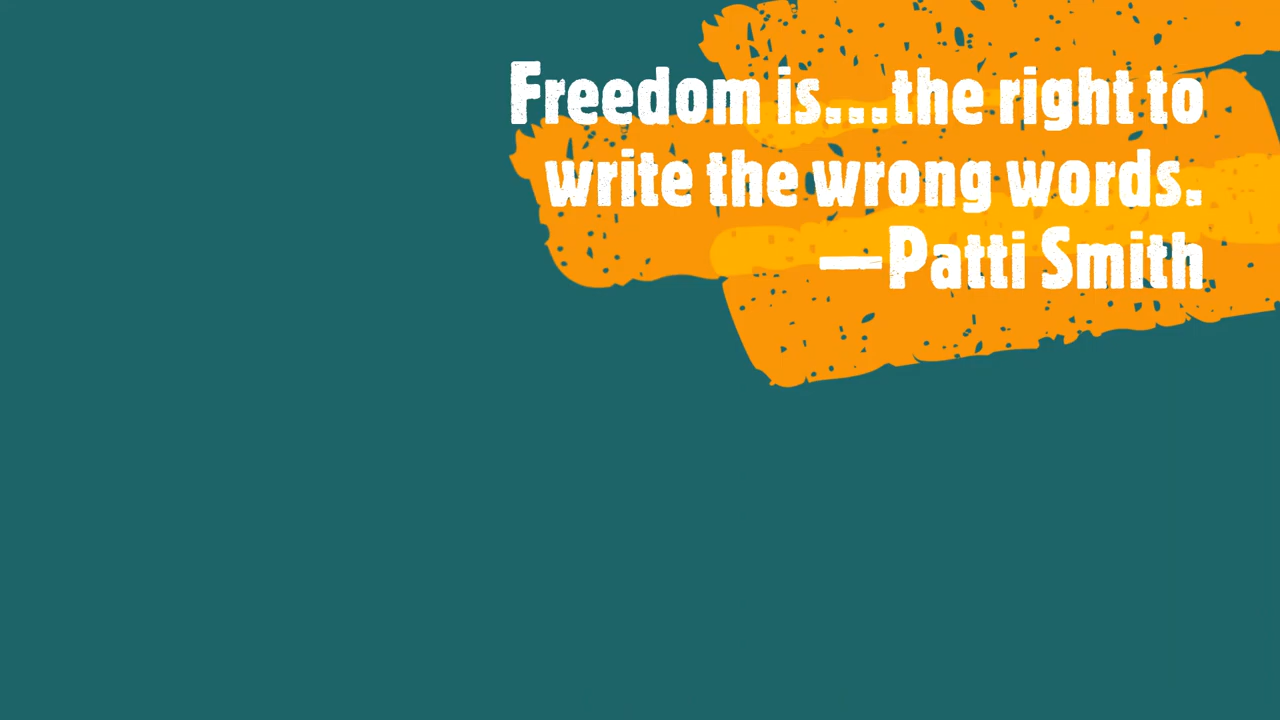 Freedom is...the right to
write the wrong words.
—Patti Smith